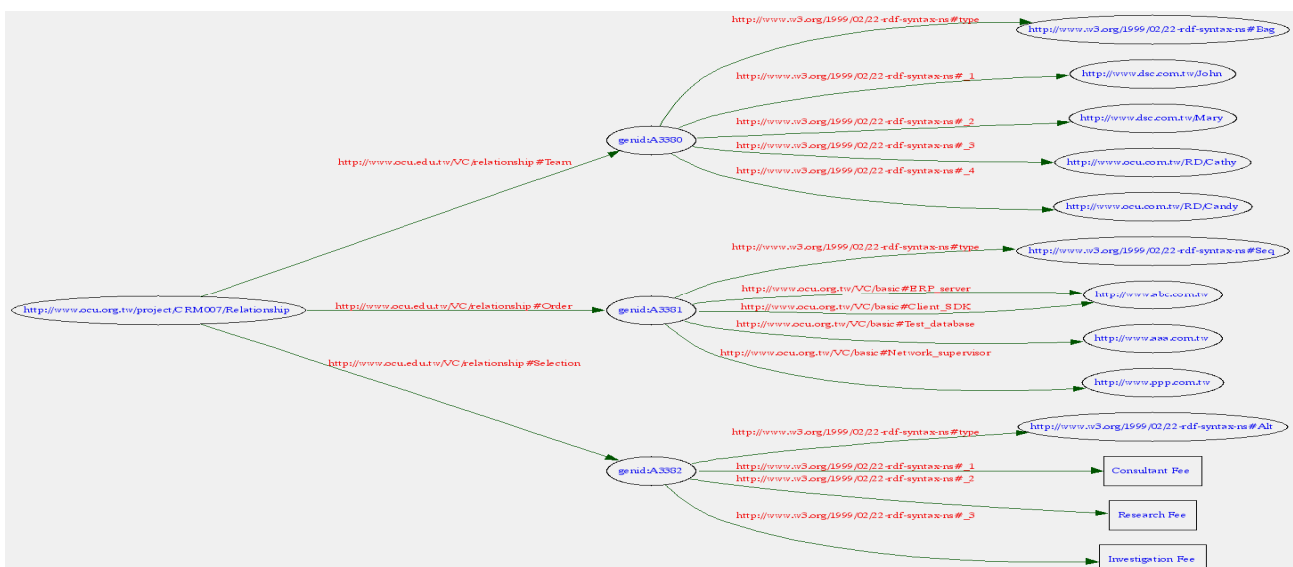 http://www.w3.org/1999/02/22-rdf-syntax-ns#type
http://www.w3.org/1999/02/22-rdf-syntax-ns#Bag
http://www.w3.org/1999/02/22-rdf-syntax-ns#_1
http://www.dsc.com.tw/John
http://www.w3.org/1999/02/22-rdf-syntax-ns#_2
http://www.dsc.com.tw/Mary
genid:A3380
http://www.w3.org/1999/02/22-rdf-syntax-ns#_3
http://www.ocu.com.tw/RD/Cathy
http://www.ocu.edu.tw/VC/relationship#Team
http://www.w3.org/1999/02/22-rdf-syntax-ns#_4
http://www.ocu.com.tw/RD/Candy
http://www.w3.org/1999/02/22-rdf-syntax-ns#type
http://www.w3.org/1999/02/22-rdf-syntax-ns#Seq
http://www.ocu.org.tw/VC/basic#ERP_server
http://www.abc.com.tw
http://www.ocu.org.tw/project/CRM007/Relationship
http://www.ocu.edu.tw/VC/relationship#Order
genid:A3381
http://www.ocu.org.tw/VC/basic#Client_SDK
http://www.ocu.org.tw/VC/basic#Test_database
http://www.aaa.com.tw
http://www.ocu.org.tw/VC/basic#Network_supervisor
http://www.ocu.edu.tw/VC/relationship#Selection
http://www.ppp.com.tw
http://www.w3.org/1999/02/22-rdf-syntax-ns#type
http://www.w3.org/1999/02/22-rdf-syntax-ns#Alt
genid:A3382
http://www.w3.org/1999/02/22-rdf-syntax-ns#_1
Consultant Fee
http://www.w3.org/1999/02/22-rdf-syntax-ns#_2
http://www.w3.org/1999/02/22-rdf-syntax-ns#_3
Research Fee
Investigation Fee